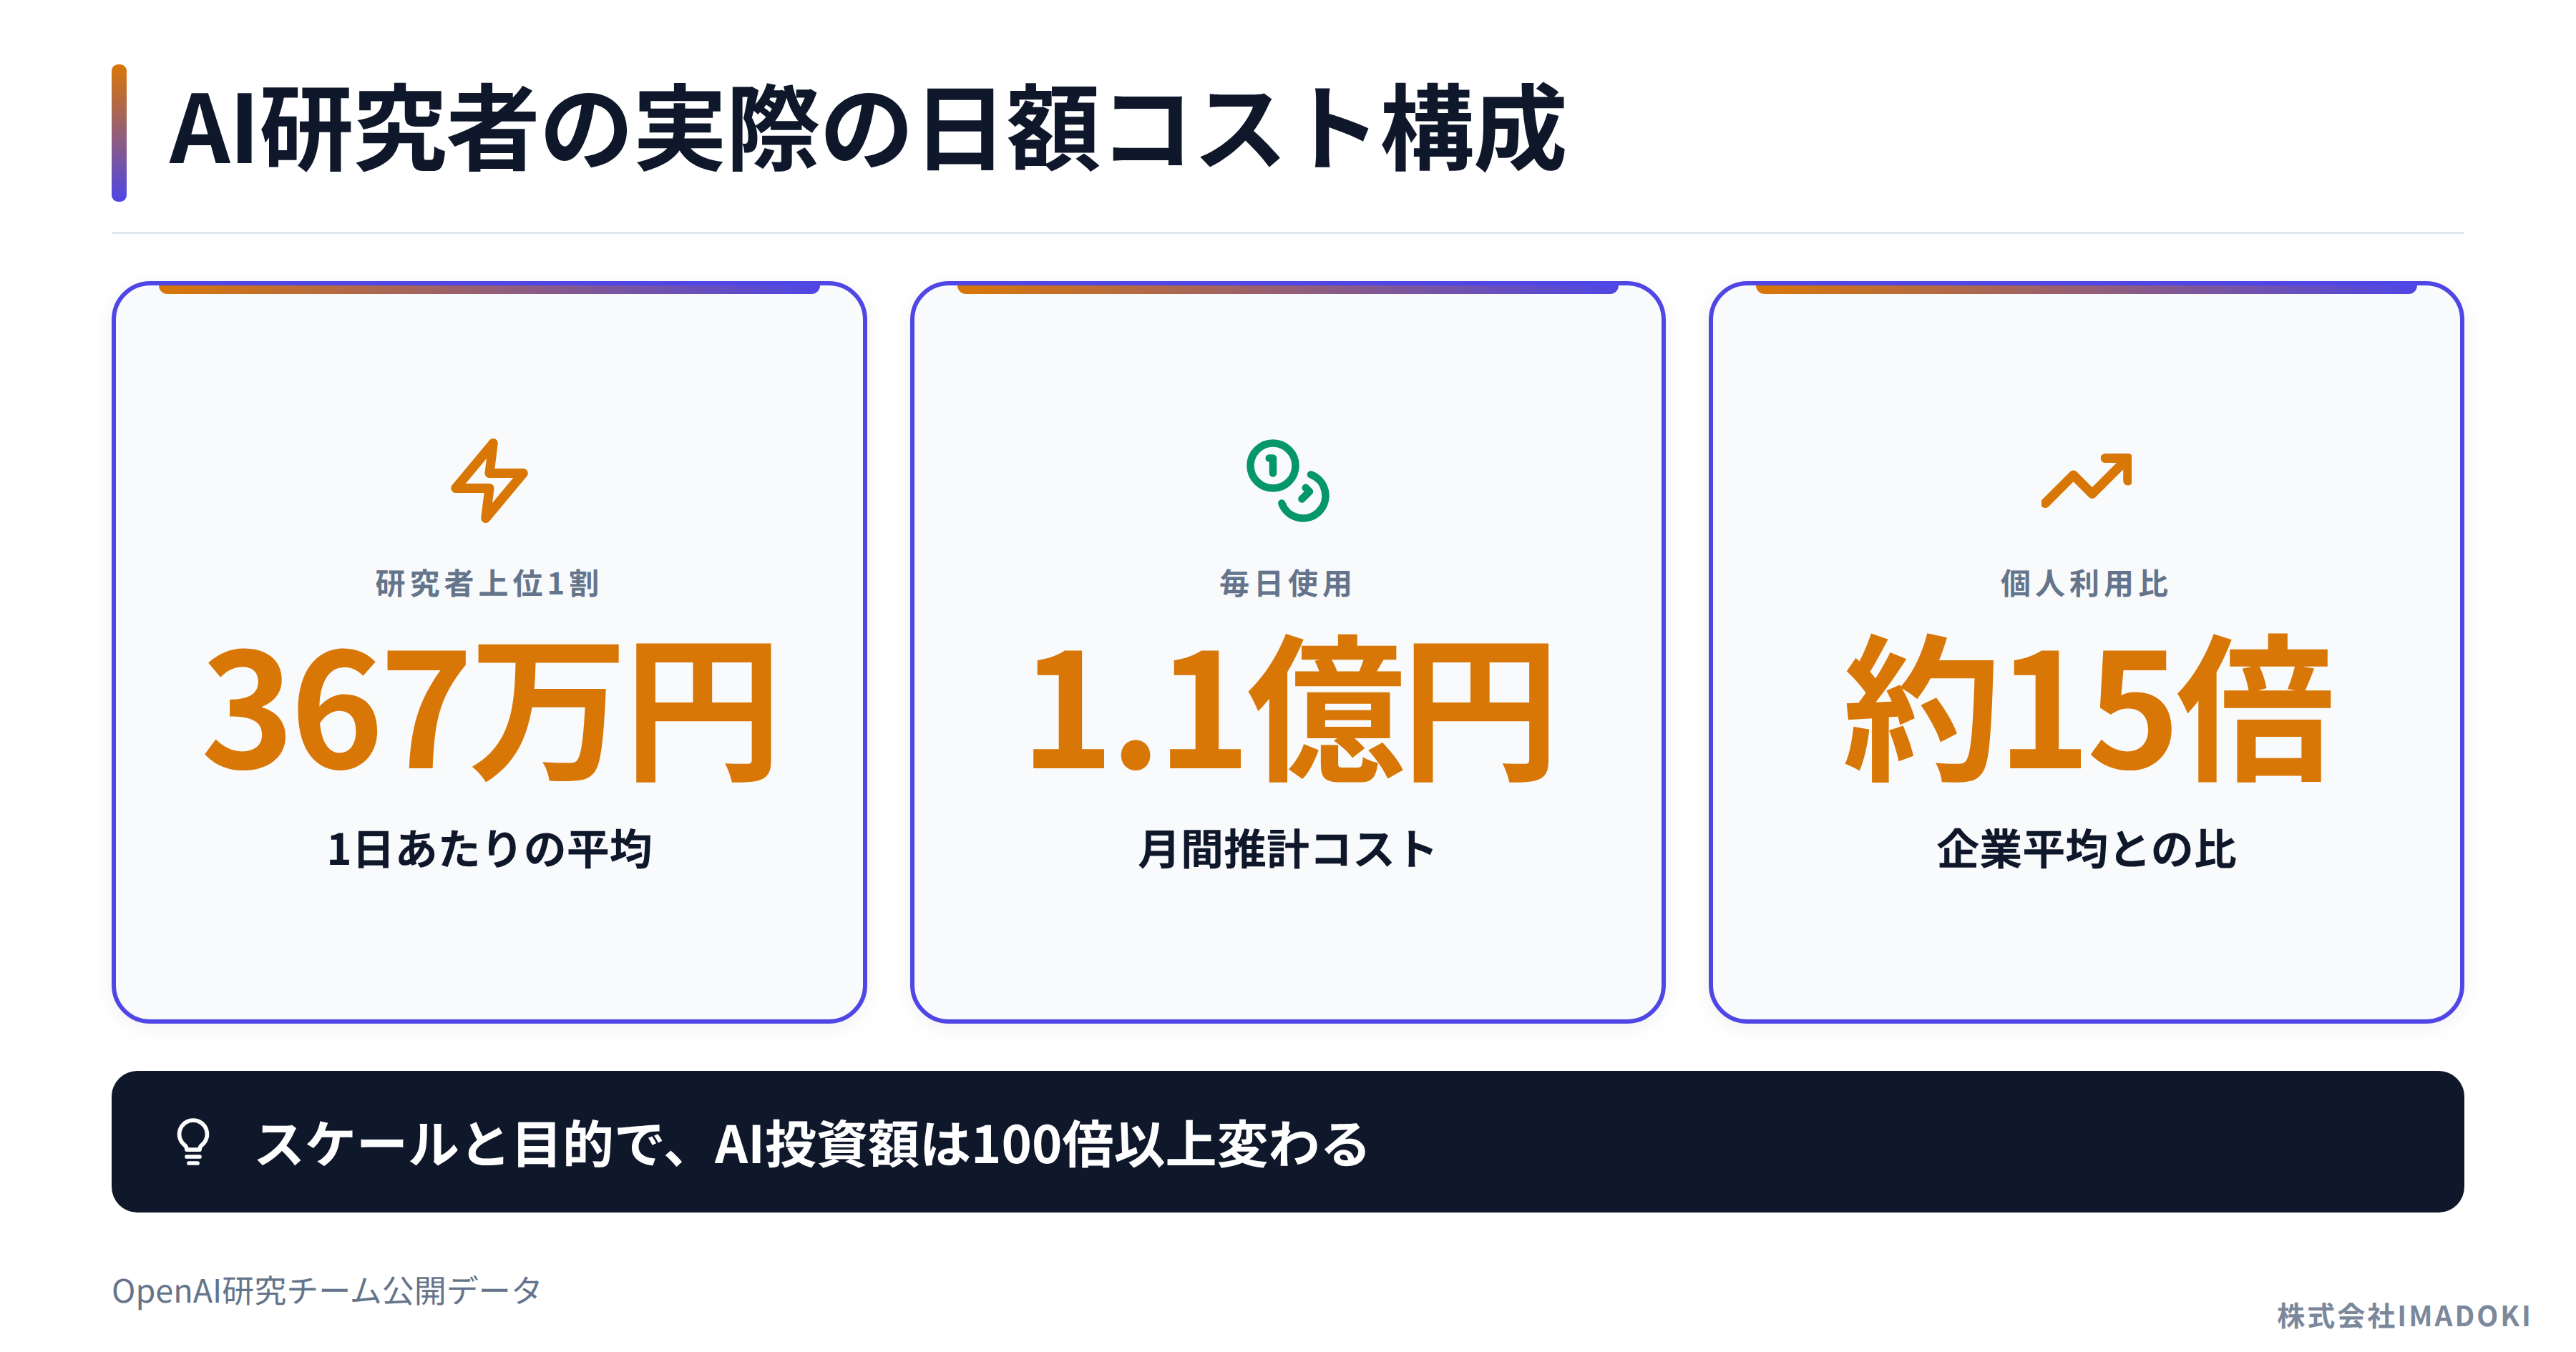 AI研究者の実際の日額コスト構成
研究者上位1割
367万円
1日あたりの平均
毎日使用
1.1億円
月間推計コスト
個人利用比
約15倍
企業平均との比
スケールと目的で、AI投資額は100倍以上変わる
OpenAI研究チーム公開データ
株式会社IMADOKI